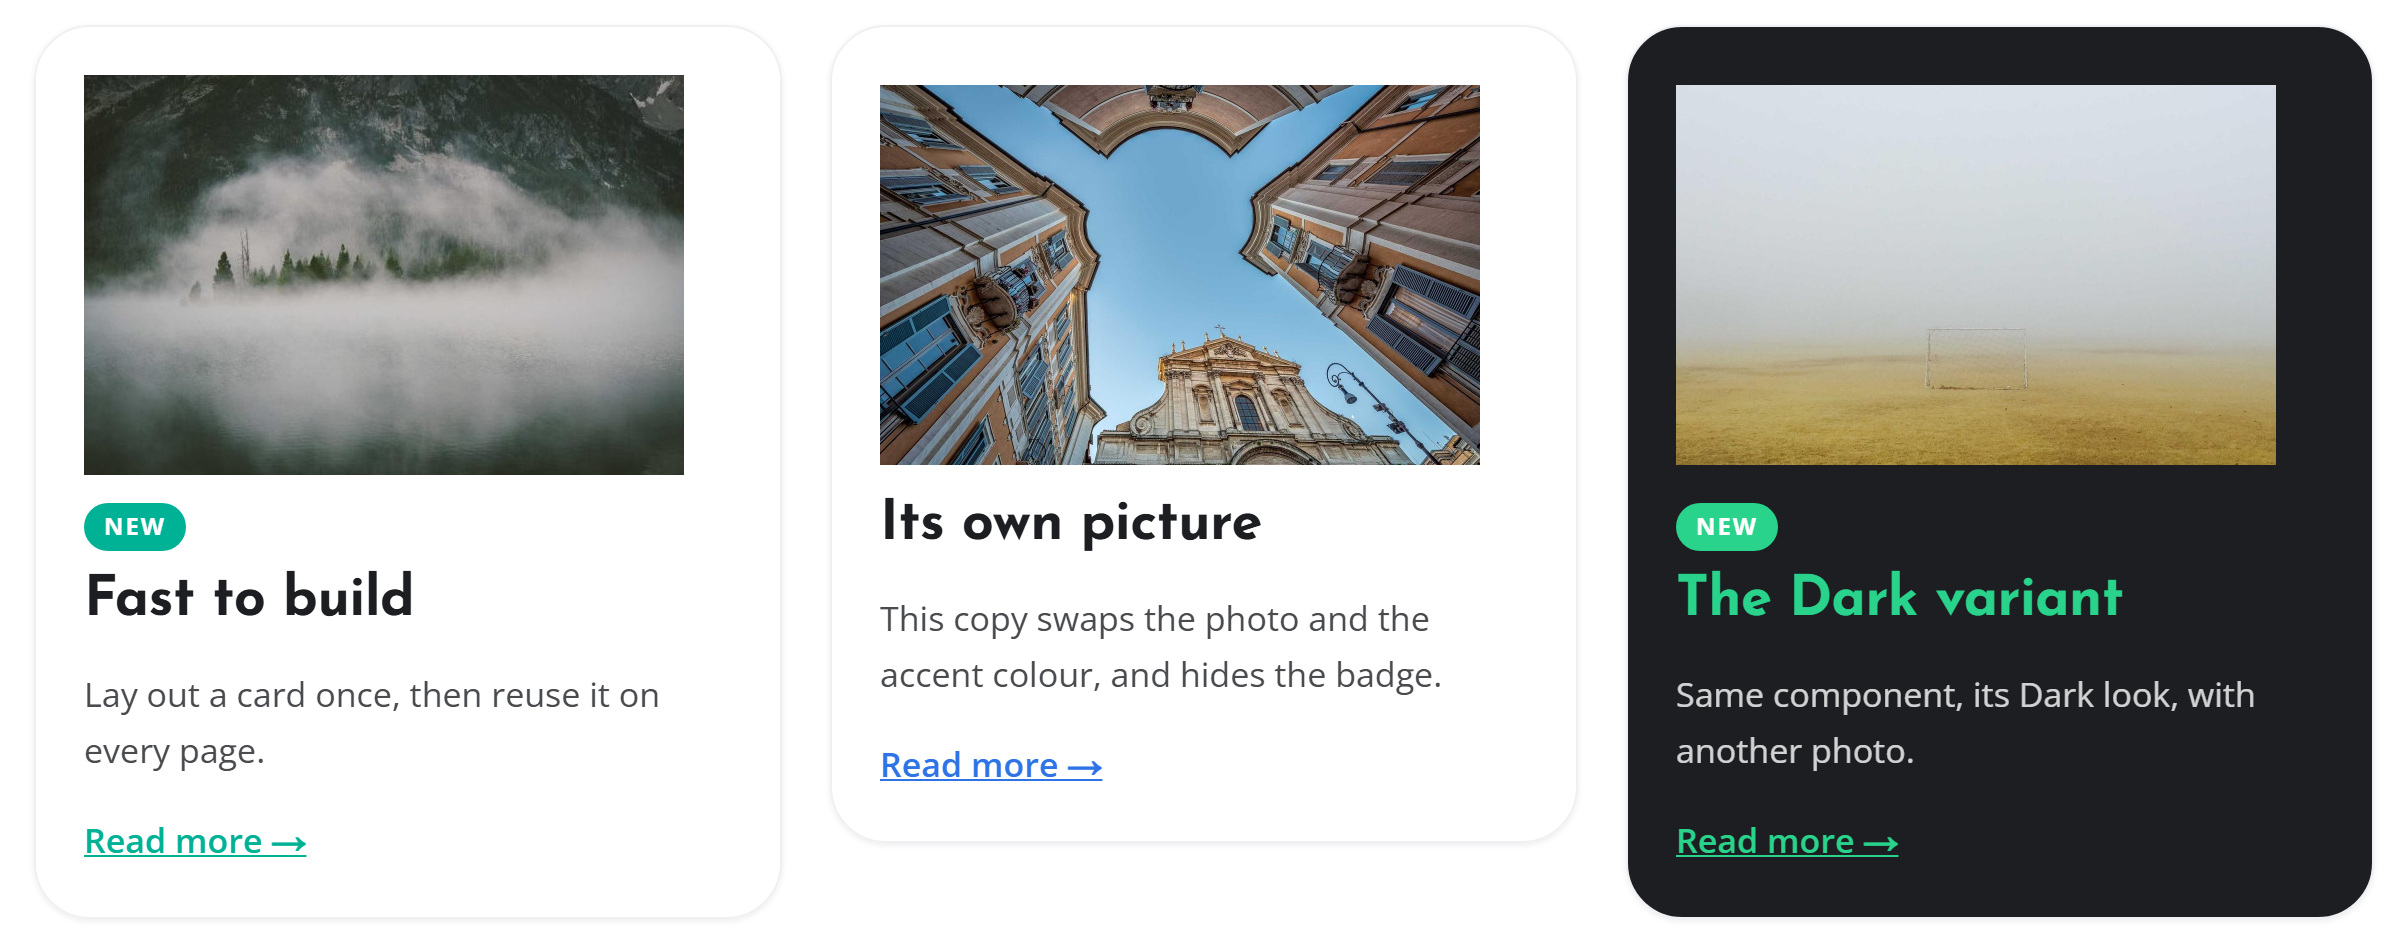 NEW
Fast to build
Lay out a card once, then reuse it on
every page.
Read more →
Its own picture
This copy swaps the photo and the
accent colour, and hides the badge.
Read more →
NEW
The Dark variant
Same component, its Dark look, with
another photo.
Read more →